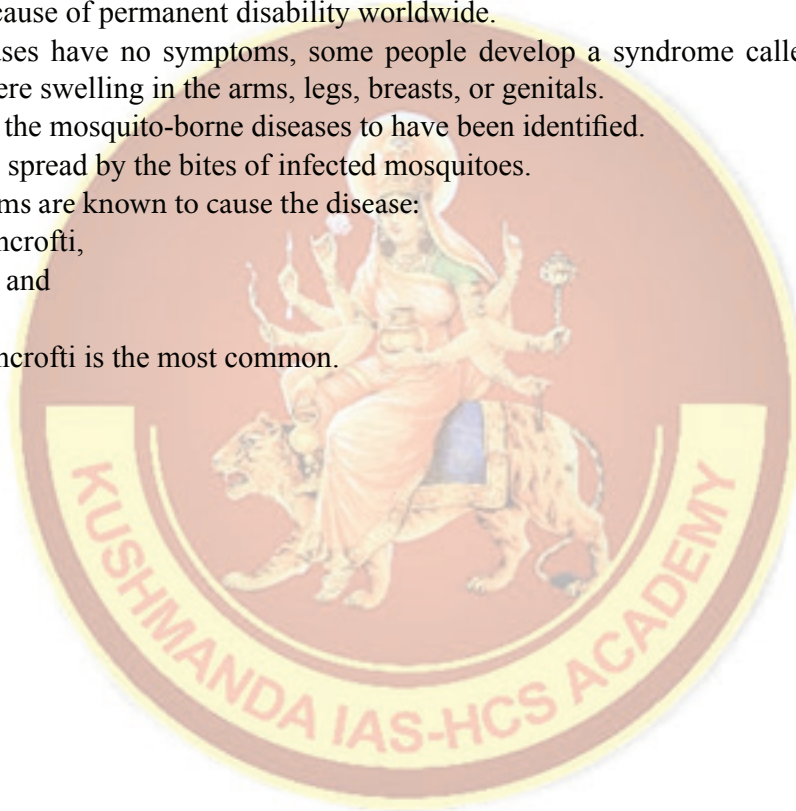 cause of permanent disability worldwide.
ses have no symptoms, some people develop a syndrome calle
ere swelling in the arms, legs, breasts, or genitals.
the mosquito-borne diseases to have been identified.
spread by the bites of infected mosquitoes.
ms are known to cause the disease:
ncrofti,
and
ncrofti is the most common.
KUSHMANDA IAS-HCS ACADEMY